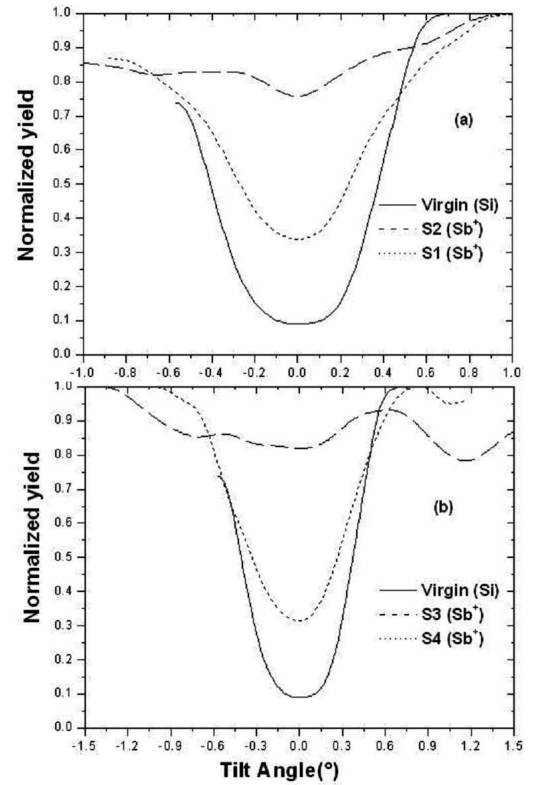 1.0
0.9
0.8
0.7
0.6
0.5
0.4
0.3
0.2
0.1
0.0
Normalized yield
(a)
Virgin (Si)
S2 (Sb⁺)
S1 (Sb⁺)
-1.0 -0.8 -0.6 -0.4 -0.2 0.0 0.2 0.4 0.6 0.8 1.0
1.0
0.9
0.8
0.7
0.6
0.5
0.4
0.3
0.2
0.1
0.0
Normalized yield
(b)
Virgin (Si)
S3 (Sb⁺)
S4 (Sb⁺)
-1.5 -1.2 -0.9 -0.6 -0.3 0.0 0.3 0.6 0.9 1.2 1.5
Tilt Angle(°)